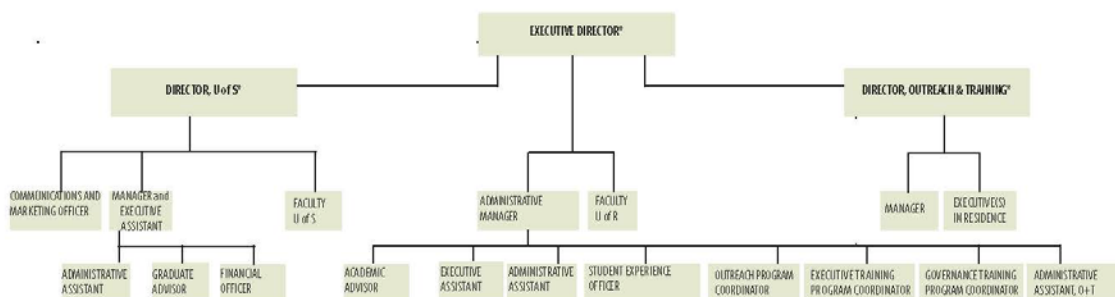 EXECUTIVE DIRECTOR*
DIRECTOR, U of S*
DIRECTOR, OUTREACH & TRAINING*
COMMUNICATIONS AND
MARKETING OFFICER
MANAGER and
EXECUTIVE
ASSISTANT
FACULTY
U of S
ADMINISTRATIVE
MANAGER
FACULTY
U of R
MANAGER
EXECUTIVE(S)
IN RESIDENCE
ADMINISTRATIVE
ASSISTANT
GRADUATE
ADVISOR
FINANCIAL
OFFICER
ACADEMIC
ADVISOR
EXECUTIVE
ASSISTANT
ADMINISTRATIVE
ASSISTANT
STUDENT EXPERIENCE
OFFICER
OUTREACH PROGRAM
COORDINATOR
EXECUTIVE TRAINING
PROGRAM COORDINATOR
GOVERNANCE TRAINING
PROGRAM COORDINATOR
ADMINISTRATIVE
ASSISTANT, O+T